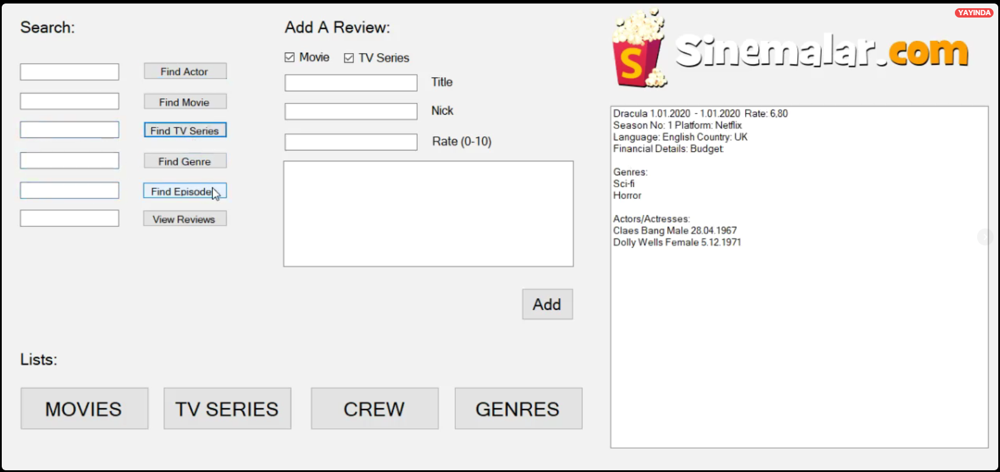 YAYINDA
Search:
Find Actor
Find Movie
Find TV Series
Find Genre
Find Episode
View Reviews
Add A Review:
Movie
TV Series
Title
Nick
Rate (0-10)
Add
Lists:
MOVIES
TV SERIES
CREW
GENRES
S
Sinemalar.com
Dracula 1.01.2020 - 1.01.2020 Rate: 6,80
Season No: 1 Platform: Netflix
Language: English Country: UK
Financial Details: Budget:
Genres:
Sci-fi
Horror
Actors/Actresses:
Claes Bang Male 28.04.1967
Dolly Wells Female 5.12.1971